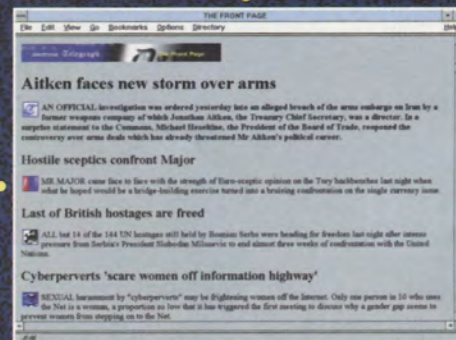 THE FRONT PAGE
File Edit View Go Bookmarks Options Directory Help
electronic Telegraph The Front Page
Aitken faces new storm over arms
AN OFFICIAL investigation was ordered yesterday into an alleged breach of the arms embargo on Iran by a
former weapons company of which Jonathan Aitken, the Treasury Chief Secretary, was a director. In a
surprise statement to the Commons, Michael Heseltine, the President of the Board of Trade, reopened the
controversy over arms deals which has already threatened Mr Aitken's political career.
Hostile sceptics confront Major
MR MAJOR came face to face with the strength of Euro-sceptic opinion on the Tory backbenches last night when
what he hoped would be a bridge-building exercise turned into a bruising confrontation on the single currency issue.
Last of British hostages are freed
ALL but 14 of the 144 UN hostages still held by Bosnian Serbs were heading for freedom last night after intense
pressure from Serbia's President Slobodan Milosevic to end almost three weeks of confrontation with the United
Nations.
Cyberperverts 'scare women off information highway'
SEXUAL harassment by "cyberperverts" may be frightening women off the Internet. Only one person in 10 who uses
the Net is a woman, a proportion so low that it has triggered the first meeting to discuss why a gender gap seems to
prevent women from stepping on to the Net.